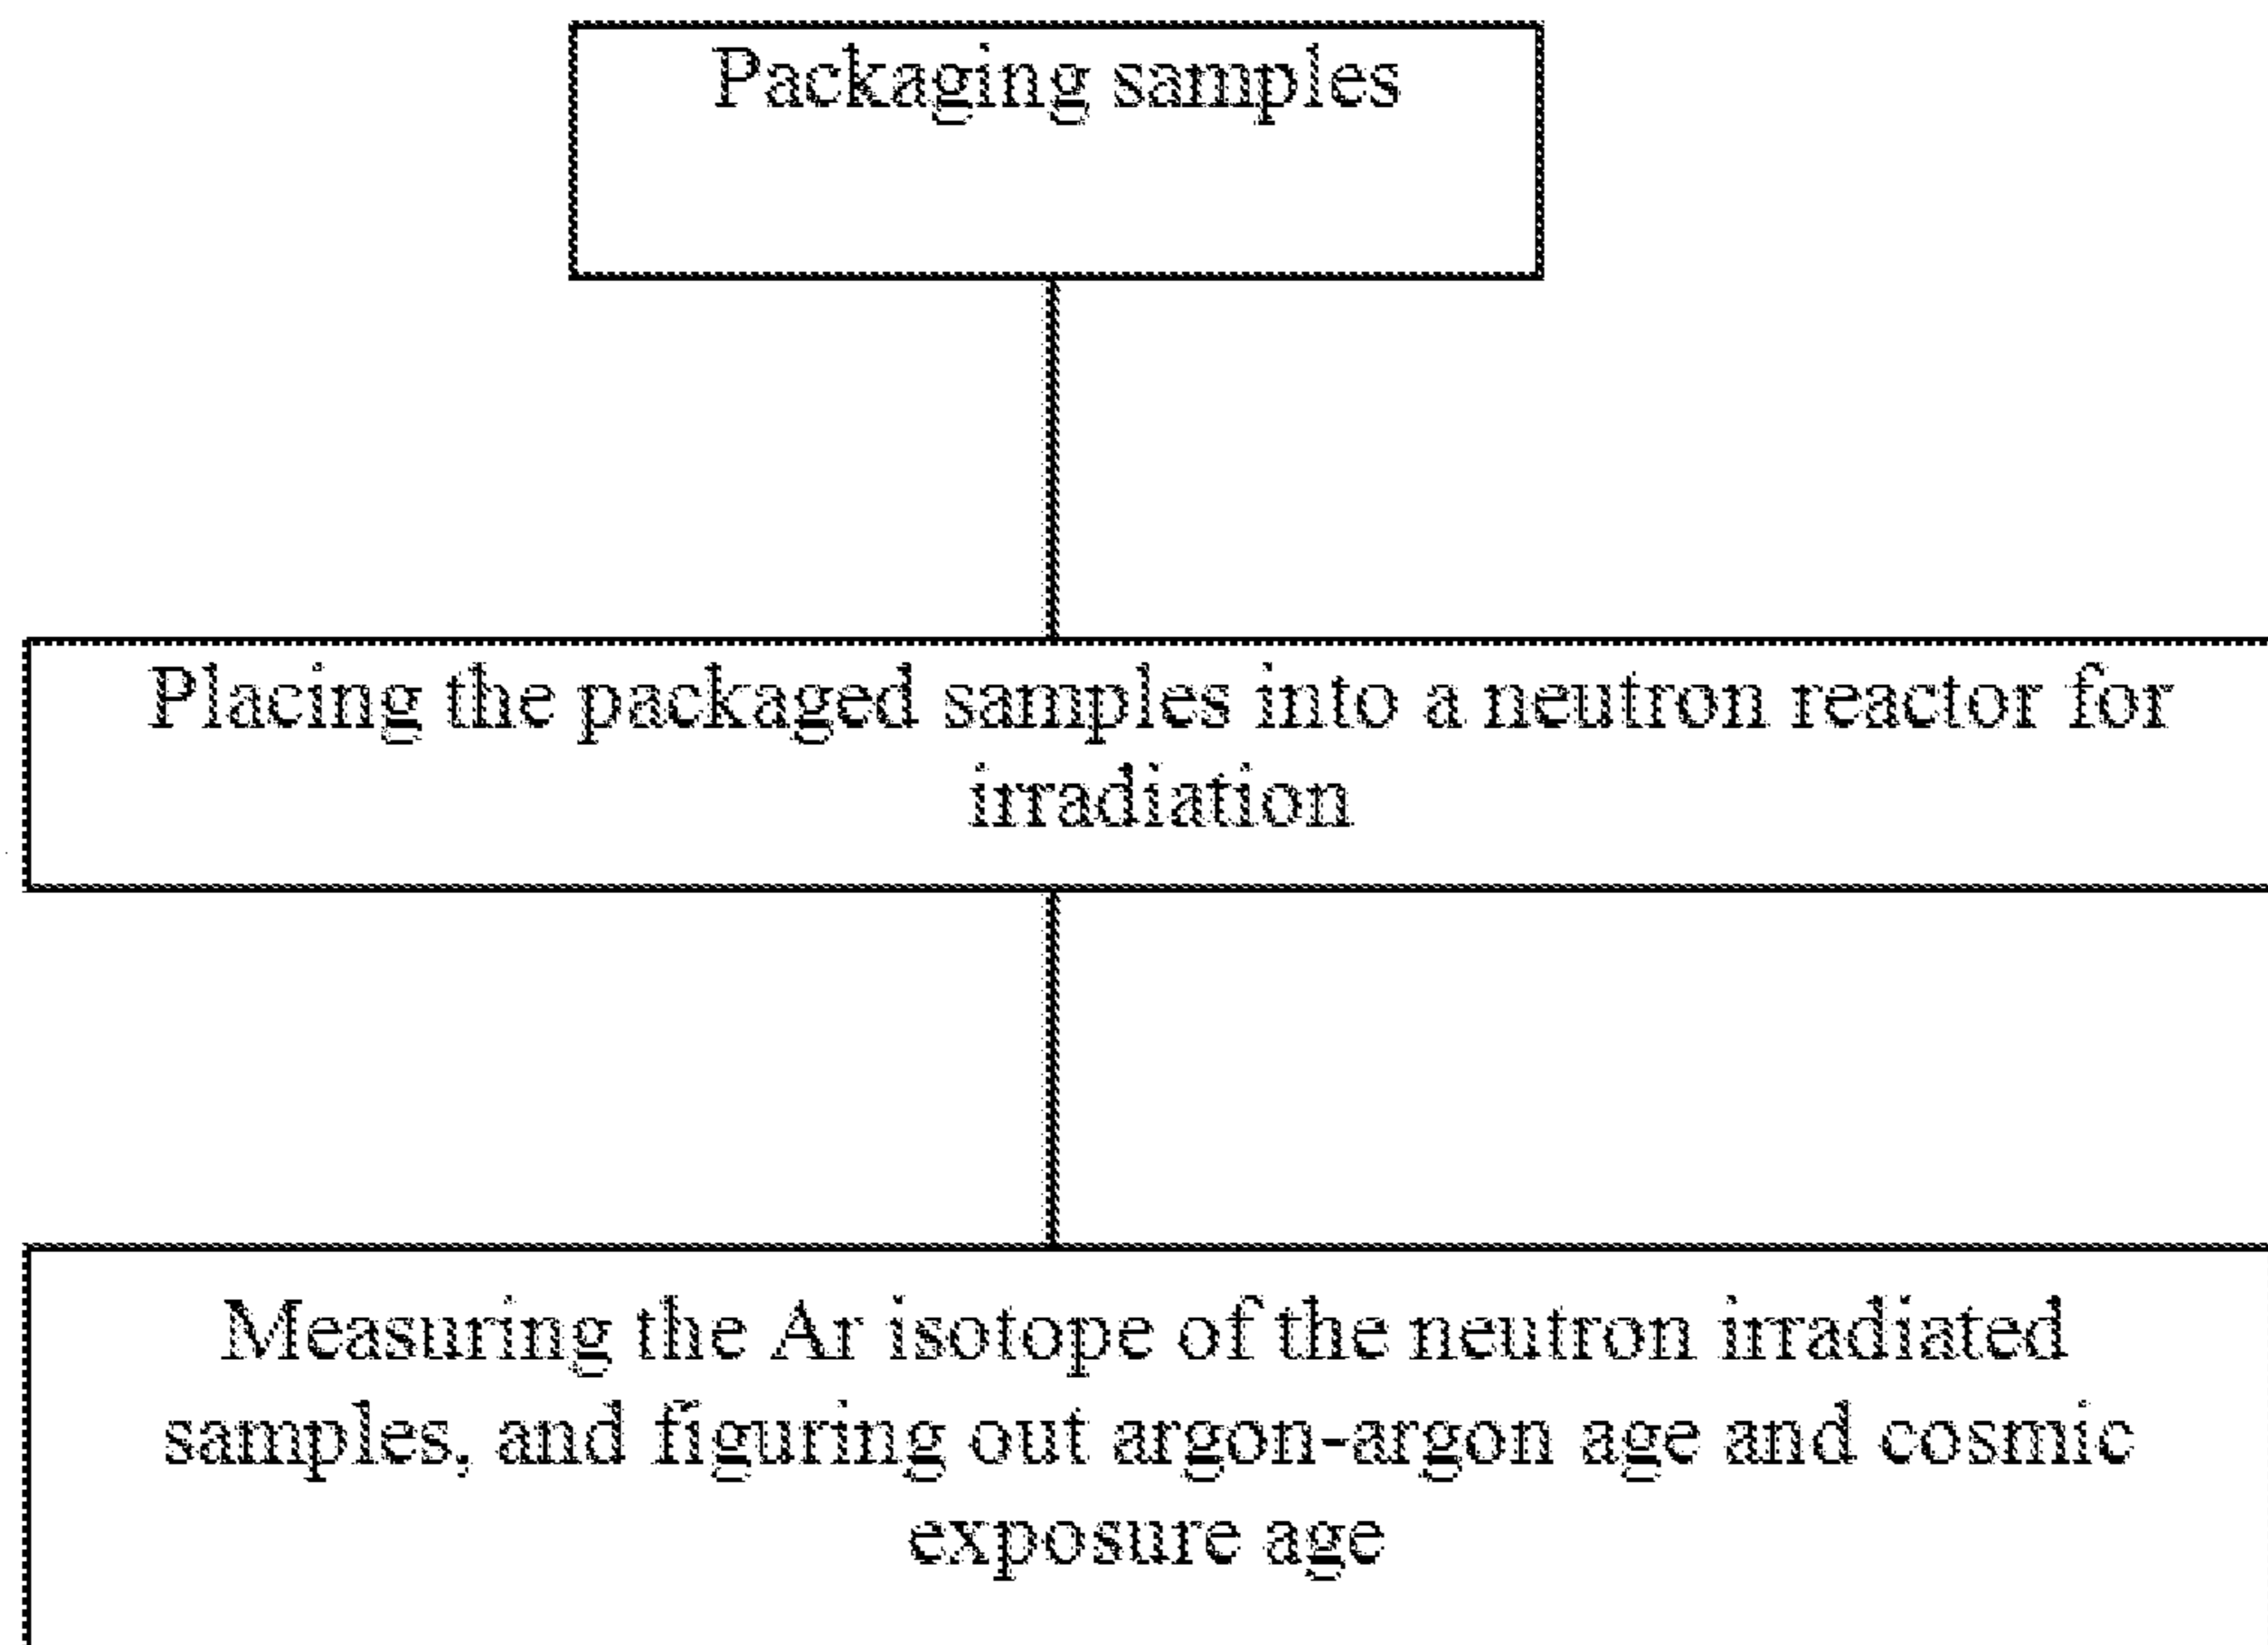 Packaging samples
Placing the packaged samples into a neutron reactor for
irradiation
Measuring the Ar isotope of the neutron irradiated
samples, and figuring out argon-argon age and cosmic
exposure age